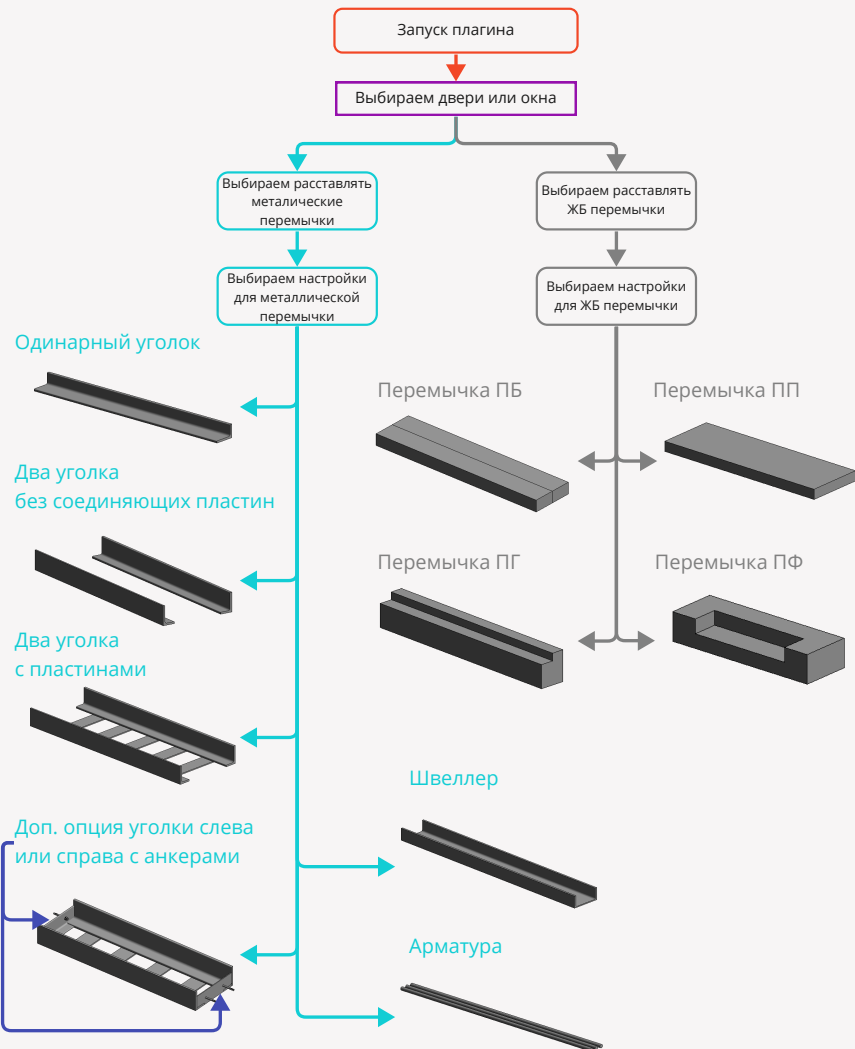 Запуск плагина
Выбираем двери или окна
Выбираем расставлять
металические
перемычки
Выбираем расставлять
ЖБ перемычки
Выбираем настройки
для металлической
перемычки
Выбираем настройки
для ЖБ перемычки
Одинарный уголок
Перемычка ПБ
Перемычка ПП
Два уголка
без соединяющих пластин
Перемычка ПГ
Перемычка ПФ
Два уголка
с пластинами
Швеллер
Доп. опция уголки слева
или справа с анкерами
Арматура